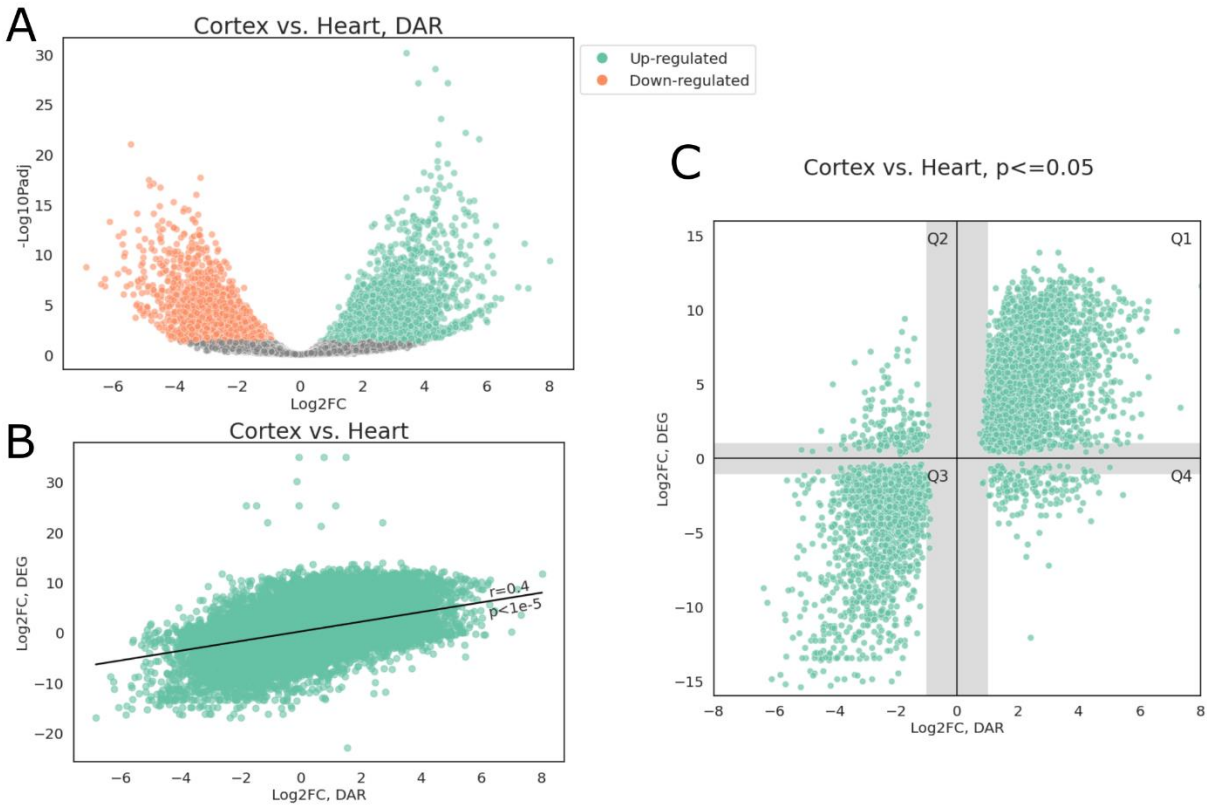 A
Cortex vs. Heart, DAR
30
25
20
15
10
5
0
-Log10Padj
−6 −4 −2 0 2 4 6 8
Log2FC
Up-regulated
Down-regulated
B
Cortex vs. Heart
30
20
10
0
−10
−20
Log2FC, DEG
r=0.4
p<1e-5
−6 −4 −2 0 2 4 6 8
Log2FC, DAR
C
Cortex vs. Heart, p<=0.05
15
10
5
0
−5
−10
−15
Log2FC, DEG
Q2 Q1
Q3 Q4
−8 −6 −4 −2 0 2 4 6 8
Log2FC, DAR